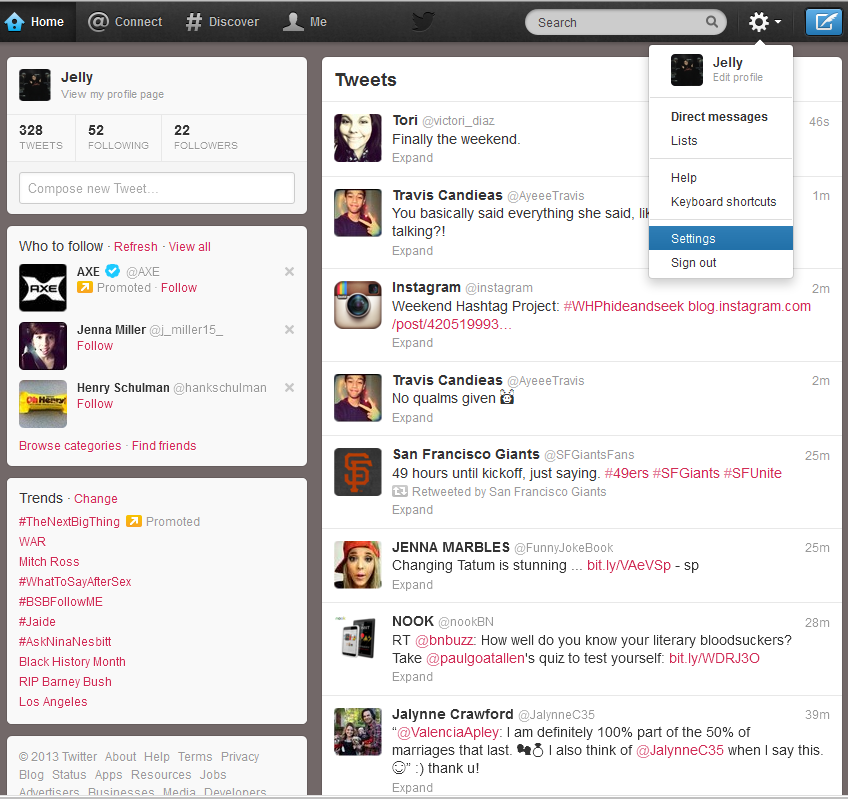 Home
Connect
Discover
Me
Search
Jelly
View my profile page
328
TWEETS
52
FOLLOWING
22
FOLLOWERS
Compose new Tweet...
Who to follow · Refresh · View all
AXE @AXE
Promoted · Follow
Jenna Miller @j_miller15_
Follow
Henry Schulman @hankschulman
Follow
Browse categories · Find friends
Trends · Change
#TheNextBigThing Promoted
WAR
Mitch Ross
#WhatToSayAfterSex
#BSBFollowME
#Jaide
#AskNinaNesbitt
Black History Month
RIP Barney Bush
Los Angeles
© 2013 Twitter About Help Terms Privacy
Blog Status Apps Resources Jobs
Advertisers Businesses Media Developers
Tweets
Tori @victori_diaz 46s
Finally the weekend.
Expand
Travis Candieas @AyeeeTravis 1m
You basically said everything she said, lik
talking?!
Expand
Instagram @instagram 2m
Weekend Hashtag Project: #WHPhideandseek blog.instagram.com
/post/420519993...
Expand
Travis Candieas @AyeeeTravis 2m
No qualms given
Expand
San Francisco Giants @SFGiantsFans 25m
49 hours until kickoff, just saying. #49ers #SFGiants #SFUnite
Retweeted by San Francisco Giants
Expand
JENNA MARBLES @FunnyJokeBook 25m
Changing Tatum is stunning ... bit.ly/VAeVSp - sp
Expand
NOOK @nookBN 28m
RT @bnbuzz: How well do you know your literary bloodsuckers?
Take @paulgoatallen's quiz to test yourself: bit.ly/WDRJ3O
Expand
Jalynne Crawford @JalynneC35 39m
"@ValenciaApley: I am definitely 100% part of the 50% of
marriages that last. I also think of @JalynneC35 when I say this.
" :) thank u!
Expand
Jelly
Edit profile
Direct messages
Lists
Help
Keyboard shortcuts
Settings
Sign out